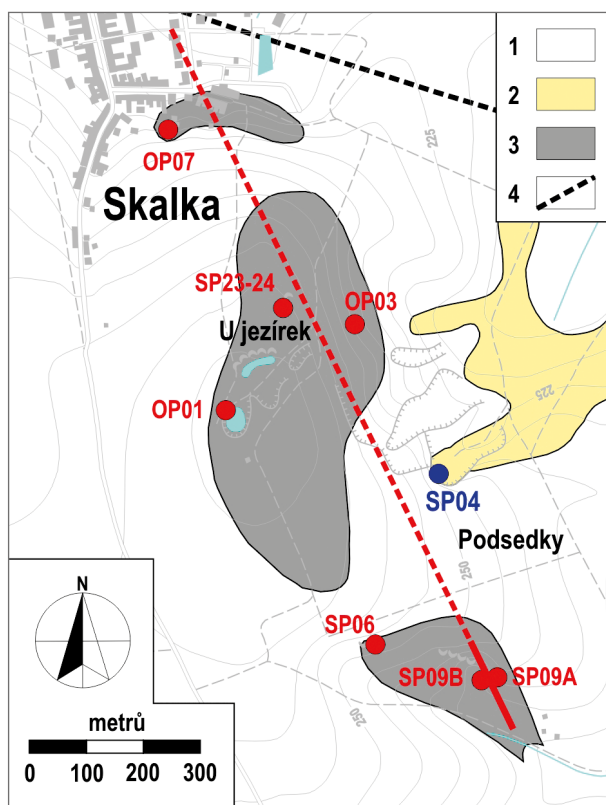 1
2
3
4
225
OP07
Skalka
SP23-24
OP03
U jezírek
OP01
225
SP04
Podsedky
250
SP06
SP09B
SP09A
250
N
metrů
0 100 200 300